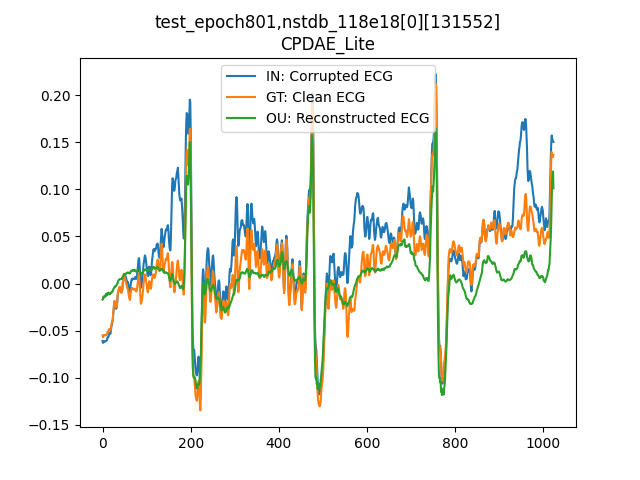 test_epoch801,nstdb_118e18[0][131552]
CPDAE_Lite
IN: Corrupted ECG
GT: Clean ECG
OU: Reconstructed ECG
0.20
0.15
0.10
0.05
0.00
−0.05
−0.10
−0.15
0 200 400 600 800 1000